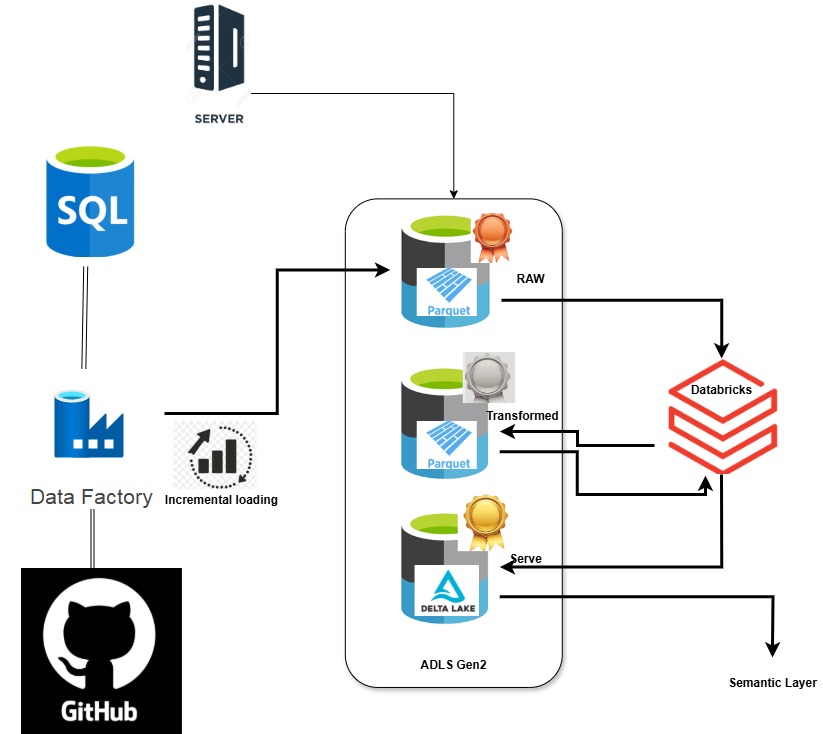 SERVER
SQL
Parquet
RAW
Databricks
Transformed
Parquet
Data Factory
Incremental loading
Serve
DELTA LAKE
ADLS Gen2
Semantic Layer
GitHub